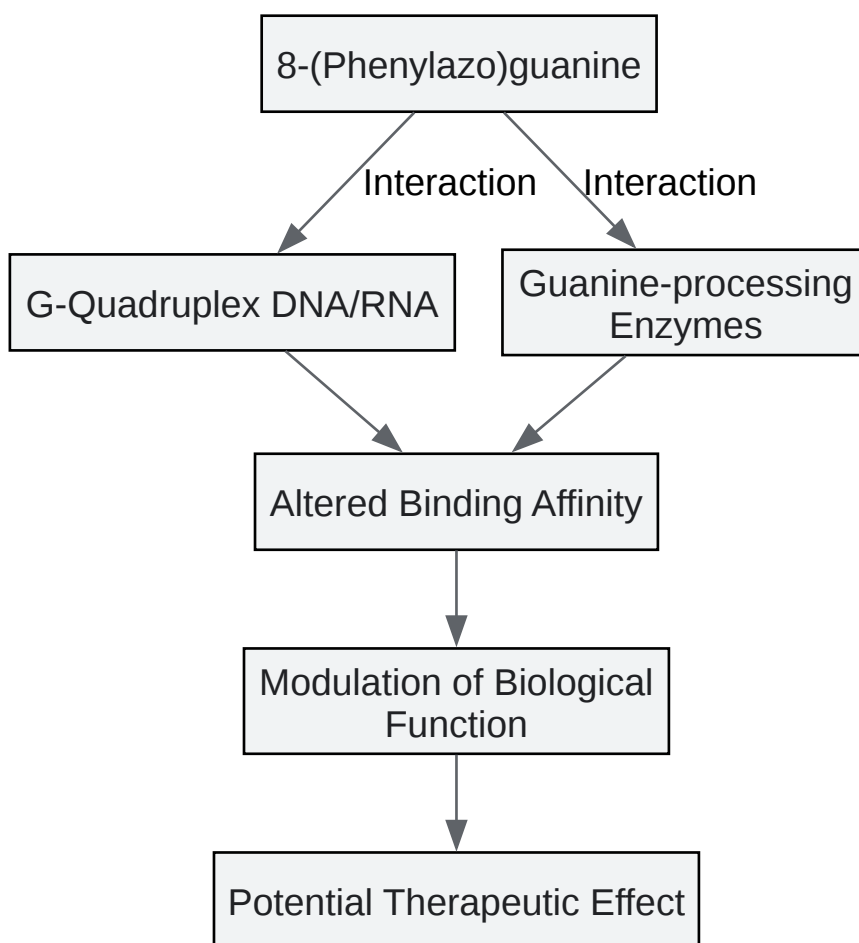 8-(Phenylazo)guanine
Interaction
Interaction
G-Quadruplex DNA/RNA
Guanine-processing
Enzymes
Altered Binding Affinity
Modulation of Biological
Function
Potential Therapeutic Effect